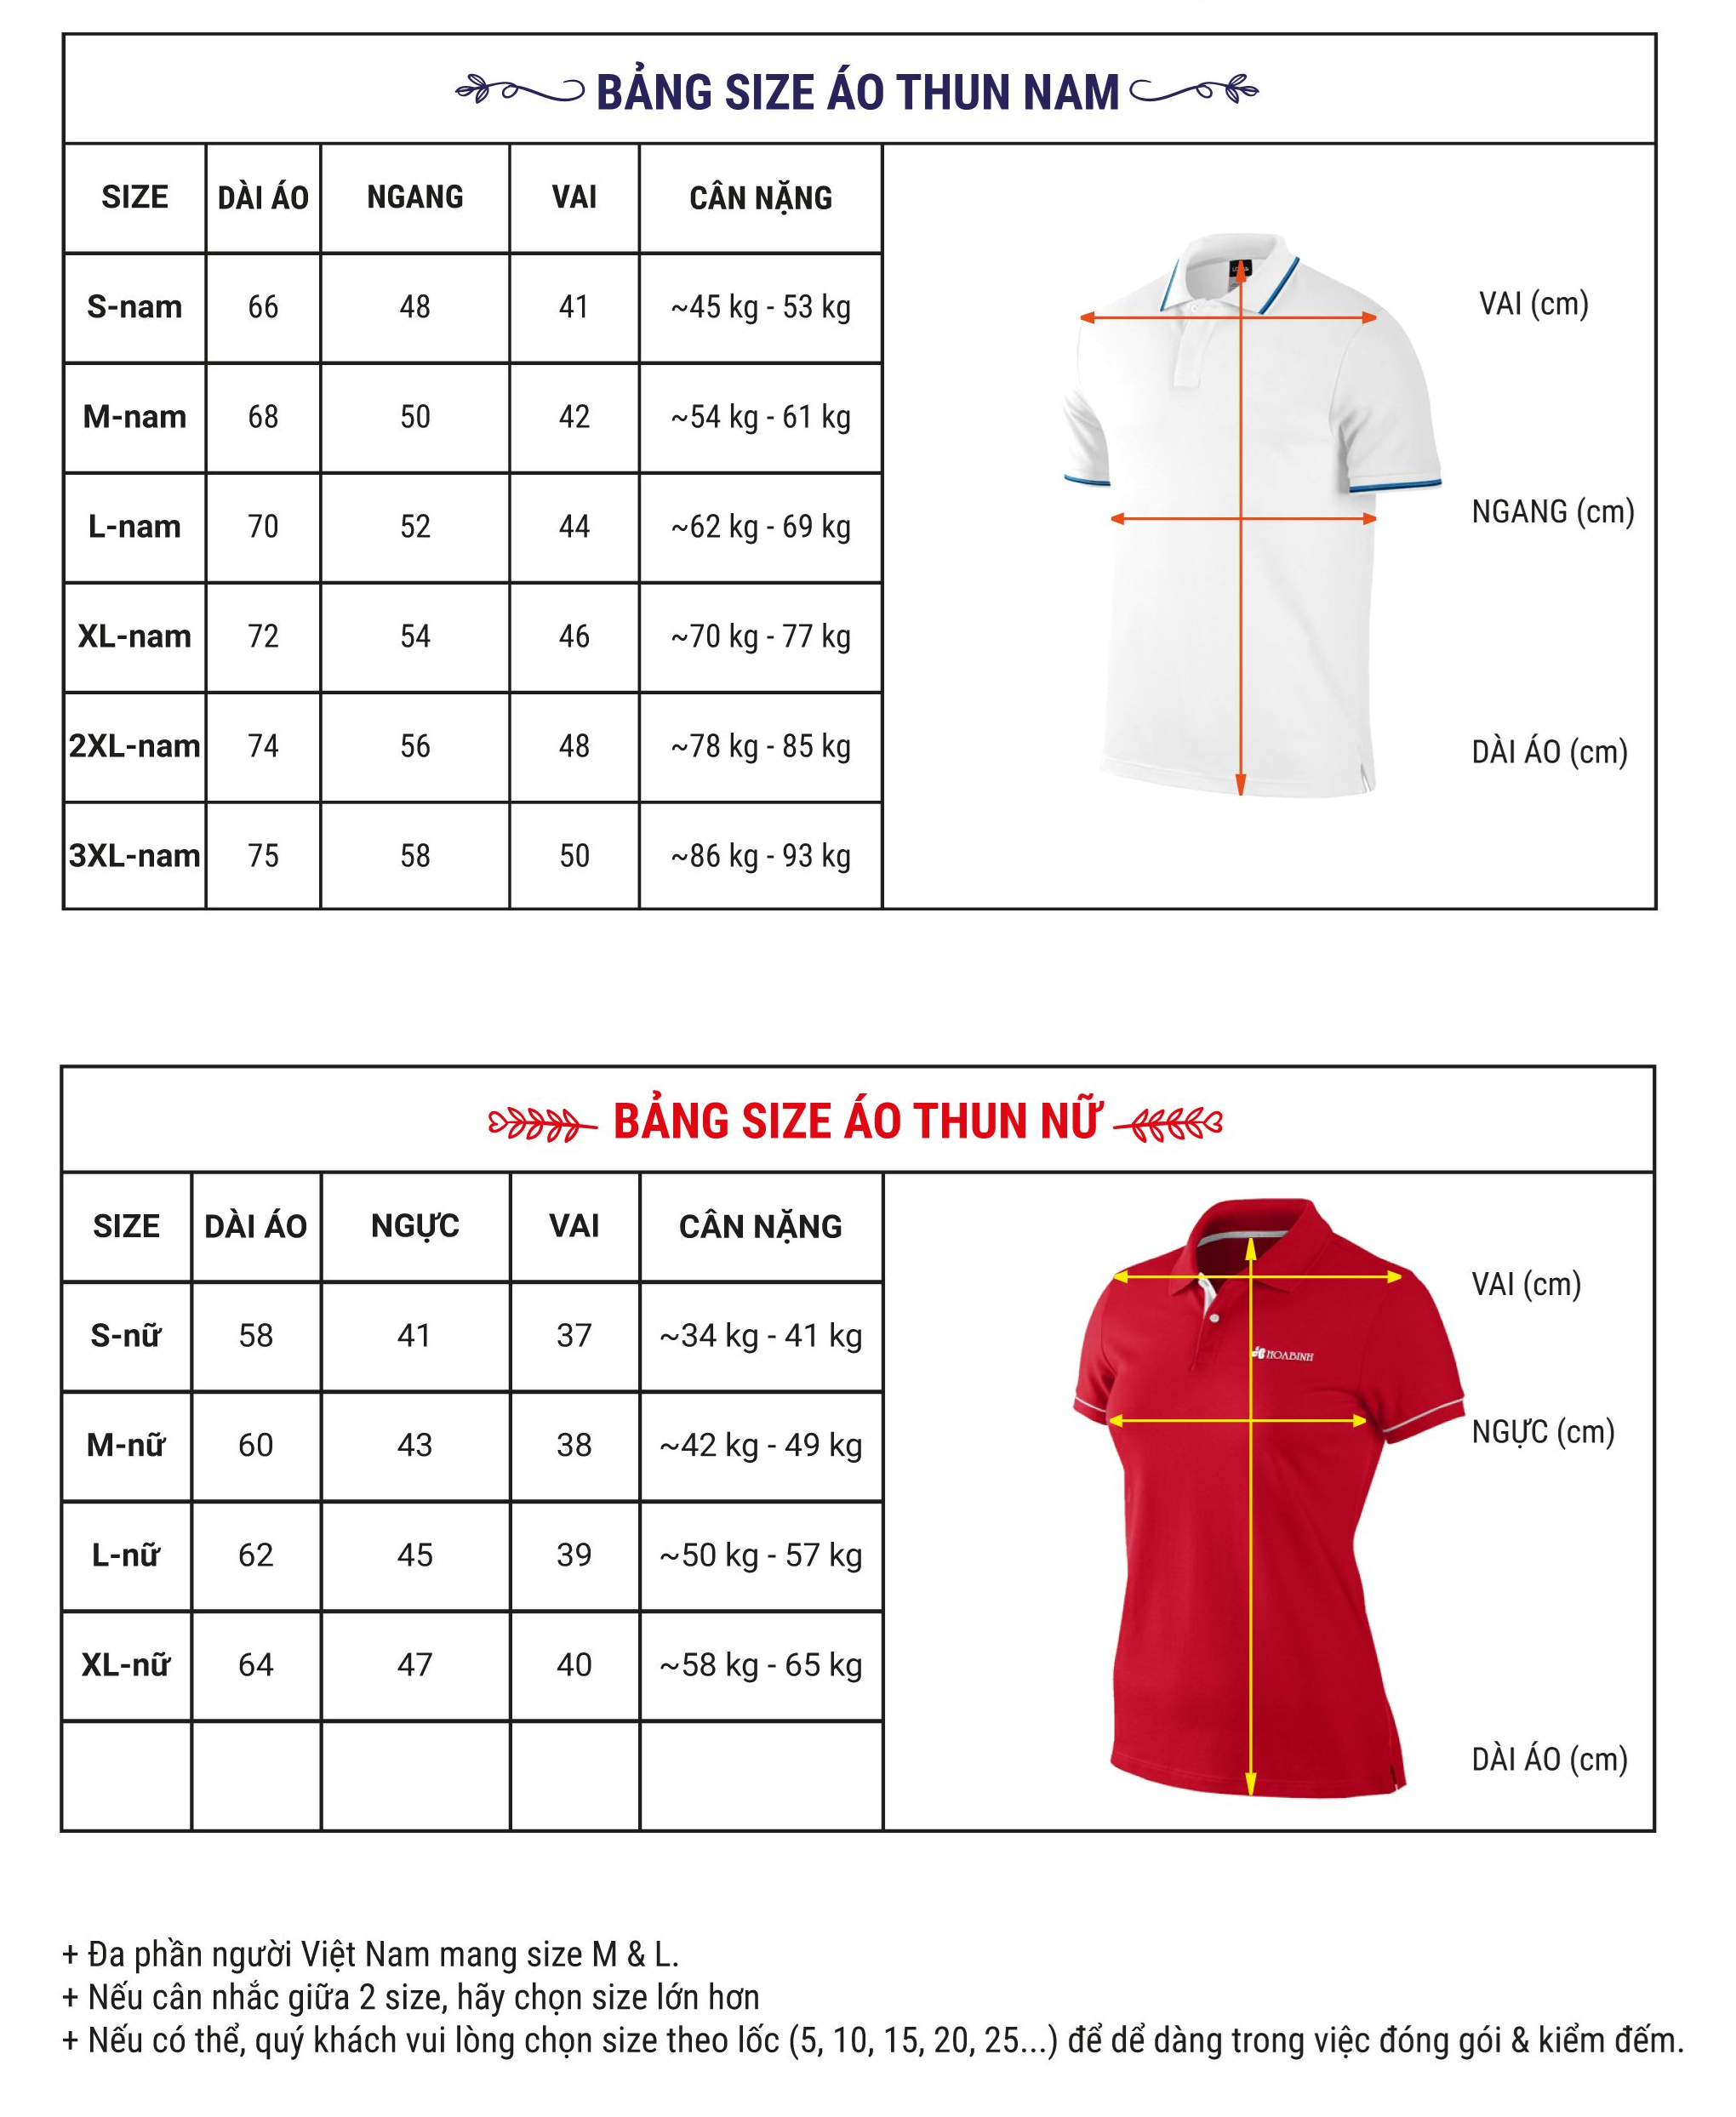 BẢNG SIZE ÁO THUN NAM
SIZE DÀI ÁO NGANG VAI CÂN NẶNG
S-nam 66 48 41 ~45 kg - 53 kg
M-nam 68 50 42 ~54 kg - 61 kg
L-nam 70 52 44 ~62 kg - 69 kg
XL-nam 72 54 46 ~70 kg - 77 kg
2XL-nam 74 56 48 ~78 kg - 85 kg
3XL-nam 75 58 50 ~86 kg - 93 kg
VAI (cm)
NGANG (cm)
DÀI ÁO (cm)
BẢNG SIZE ÁO THUN NỮ
SIZE DÀI ÁO NGỰC VAI CÂN NẶNG
S-nữ 58 41 37 ~34 kg - 41 kg
M-nữ 60 43 38 ~42 kg - 49 kg
L-nữ 62 45 39 ~50 kg - 57 kg
XL-nữ 64 47 40 ~58 kg - 65 kg
VAI (cm)
HOABINH
NGỰC (cm)
DÀI ÁO (cm)
+ Đa phần người Việt Nam mang size M & L.
+ Nếu cân nhắc giữa 2 size, hãy chọn size lớn hơn
+ Nếu có thể, quý khách vui lòng chọn size theo lốc (5, 10, 15, 20, 25...) để dể dàng trong việc đóng gói & kiểm đếm.